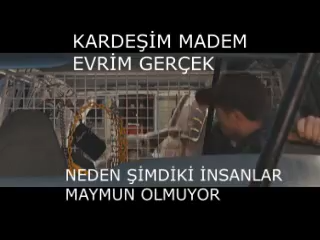 KARDEŞİM MADEM
EVRİM GERÇEK
NEDEN ŞİMDİKİ İNSANLAR
MAYMUN OLMUYOR